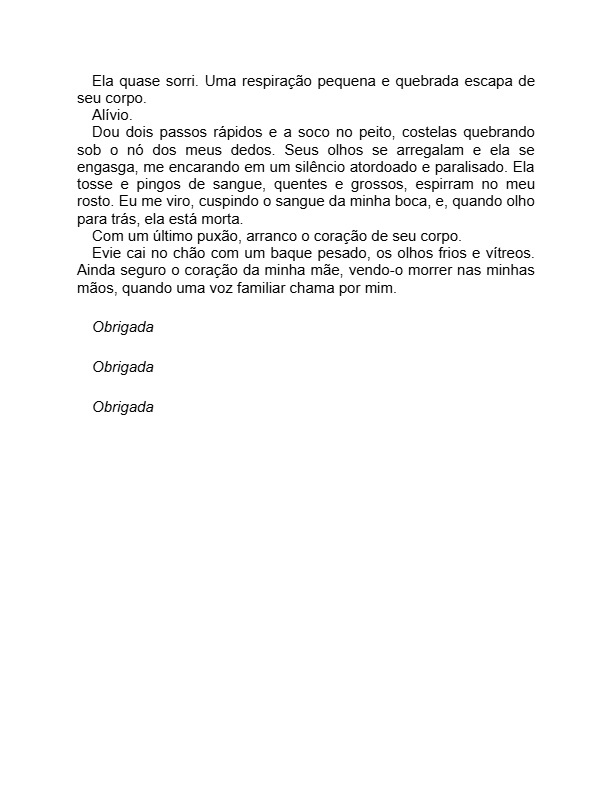 Ela quase sorri. Uma respiração pequena e quebrada escapa de
seu corpo.
Alívio.
Dou dois passos rápidos e a soco no peito, costelas quebrando
sob o nó dos meus dedos. Seus olhos se arregalam e ela se
engasga, me encarando em um silêncio atordoado e paralisado. Ela
tosse e pingos de sangue, quentes e grossos, espirram no meu
rosto. Eu me viro, cuspindo o sangue da minha boca, e, quando olho
para trás, ela está morta.
Com um último puxão, arranco o coração de seu corpo.
Evie cai no chão com um baque pesado, os olhos frios e vítreos.
Ainda seguro o coração da minha mãe, vendo-o morrer nas minhas
mãos, quando uma voz familiar chama por mim.
Obrigada
Obrigada
Obrigada